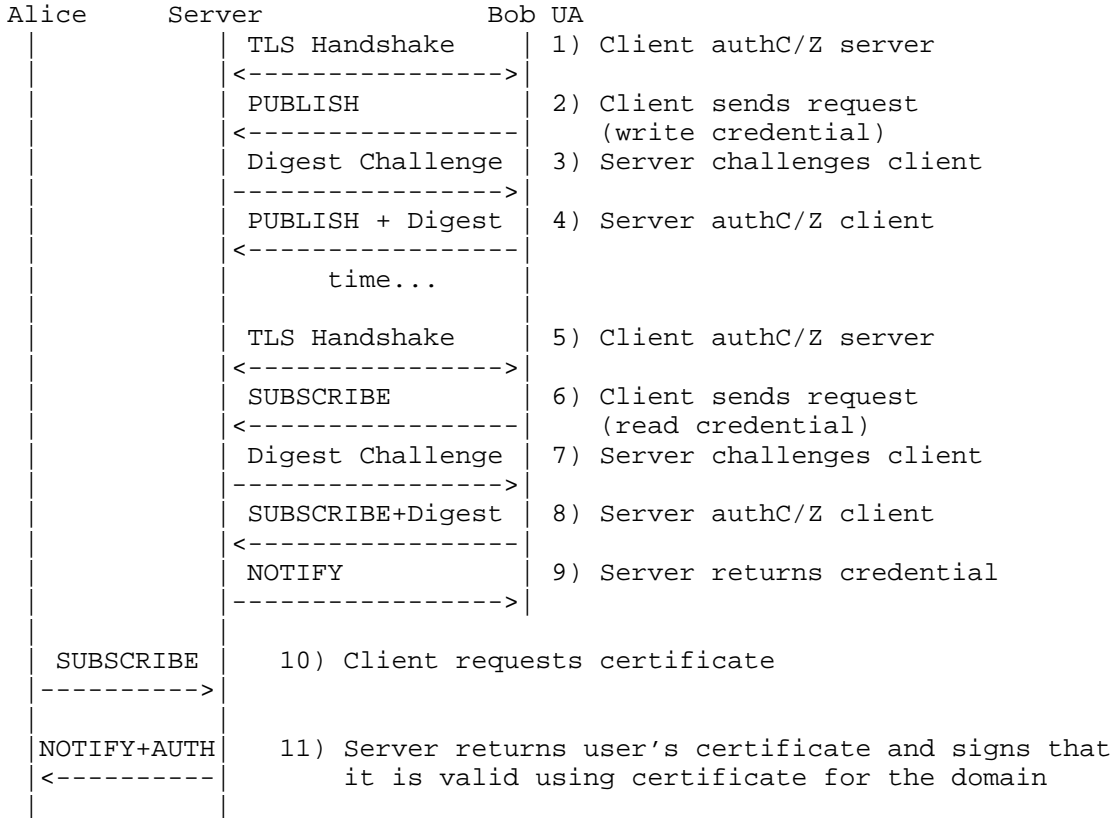 Alice Server Bob UA
TLS Handshake 1) Client authC/Z server
PUBLISH 2) Client sends request
(write credential)
Digest Challenge 3) Server challenges client
PUBLISH + Digest 4) Server authC/Z client
time...
TLS Handshake 5) Client authC/Z server
SUBSCRIBE 6) Client sends request
(read credential)
Digest Challenge 7) Server challenges client
SUBSCRIBE+Digest 8) Server authC/Z client
NOTIFY 9) Server returns credential
SUBSCRIBE 10) Client requests certificate
NOTIFY+AUTH 11) Server returns user’s certificate and signs that
it is valid using certificate for the domain